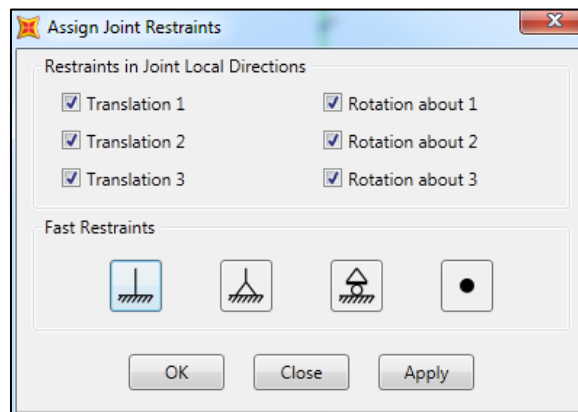 Assign Joint Restraints
Restraints in Joint Local Directions
Translation 1 Rotation about 1
Translation 2 Rotation about 2
Translation 3 Rotation about 3
Fast Restraints
OK Close Apply